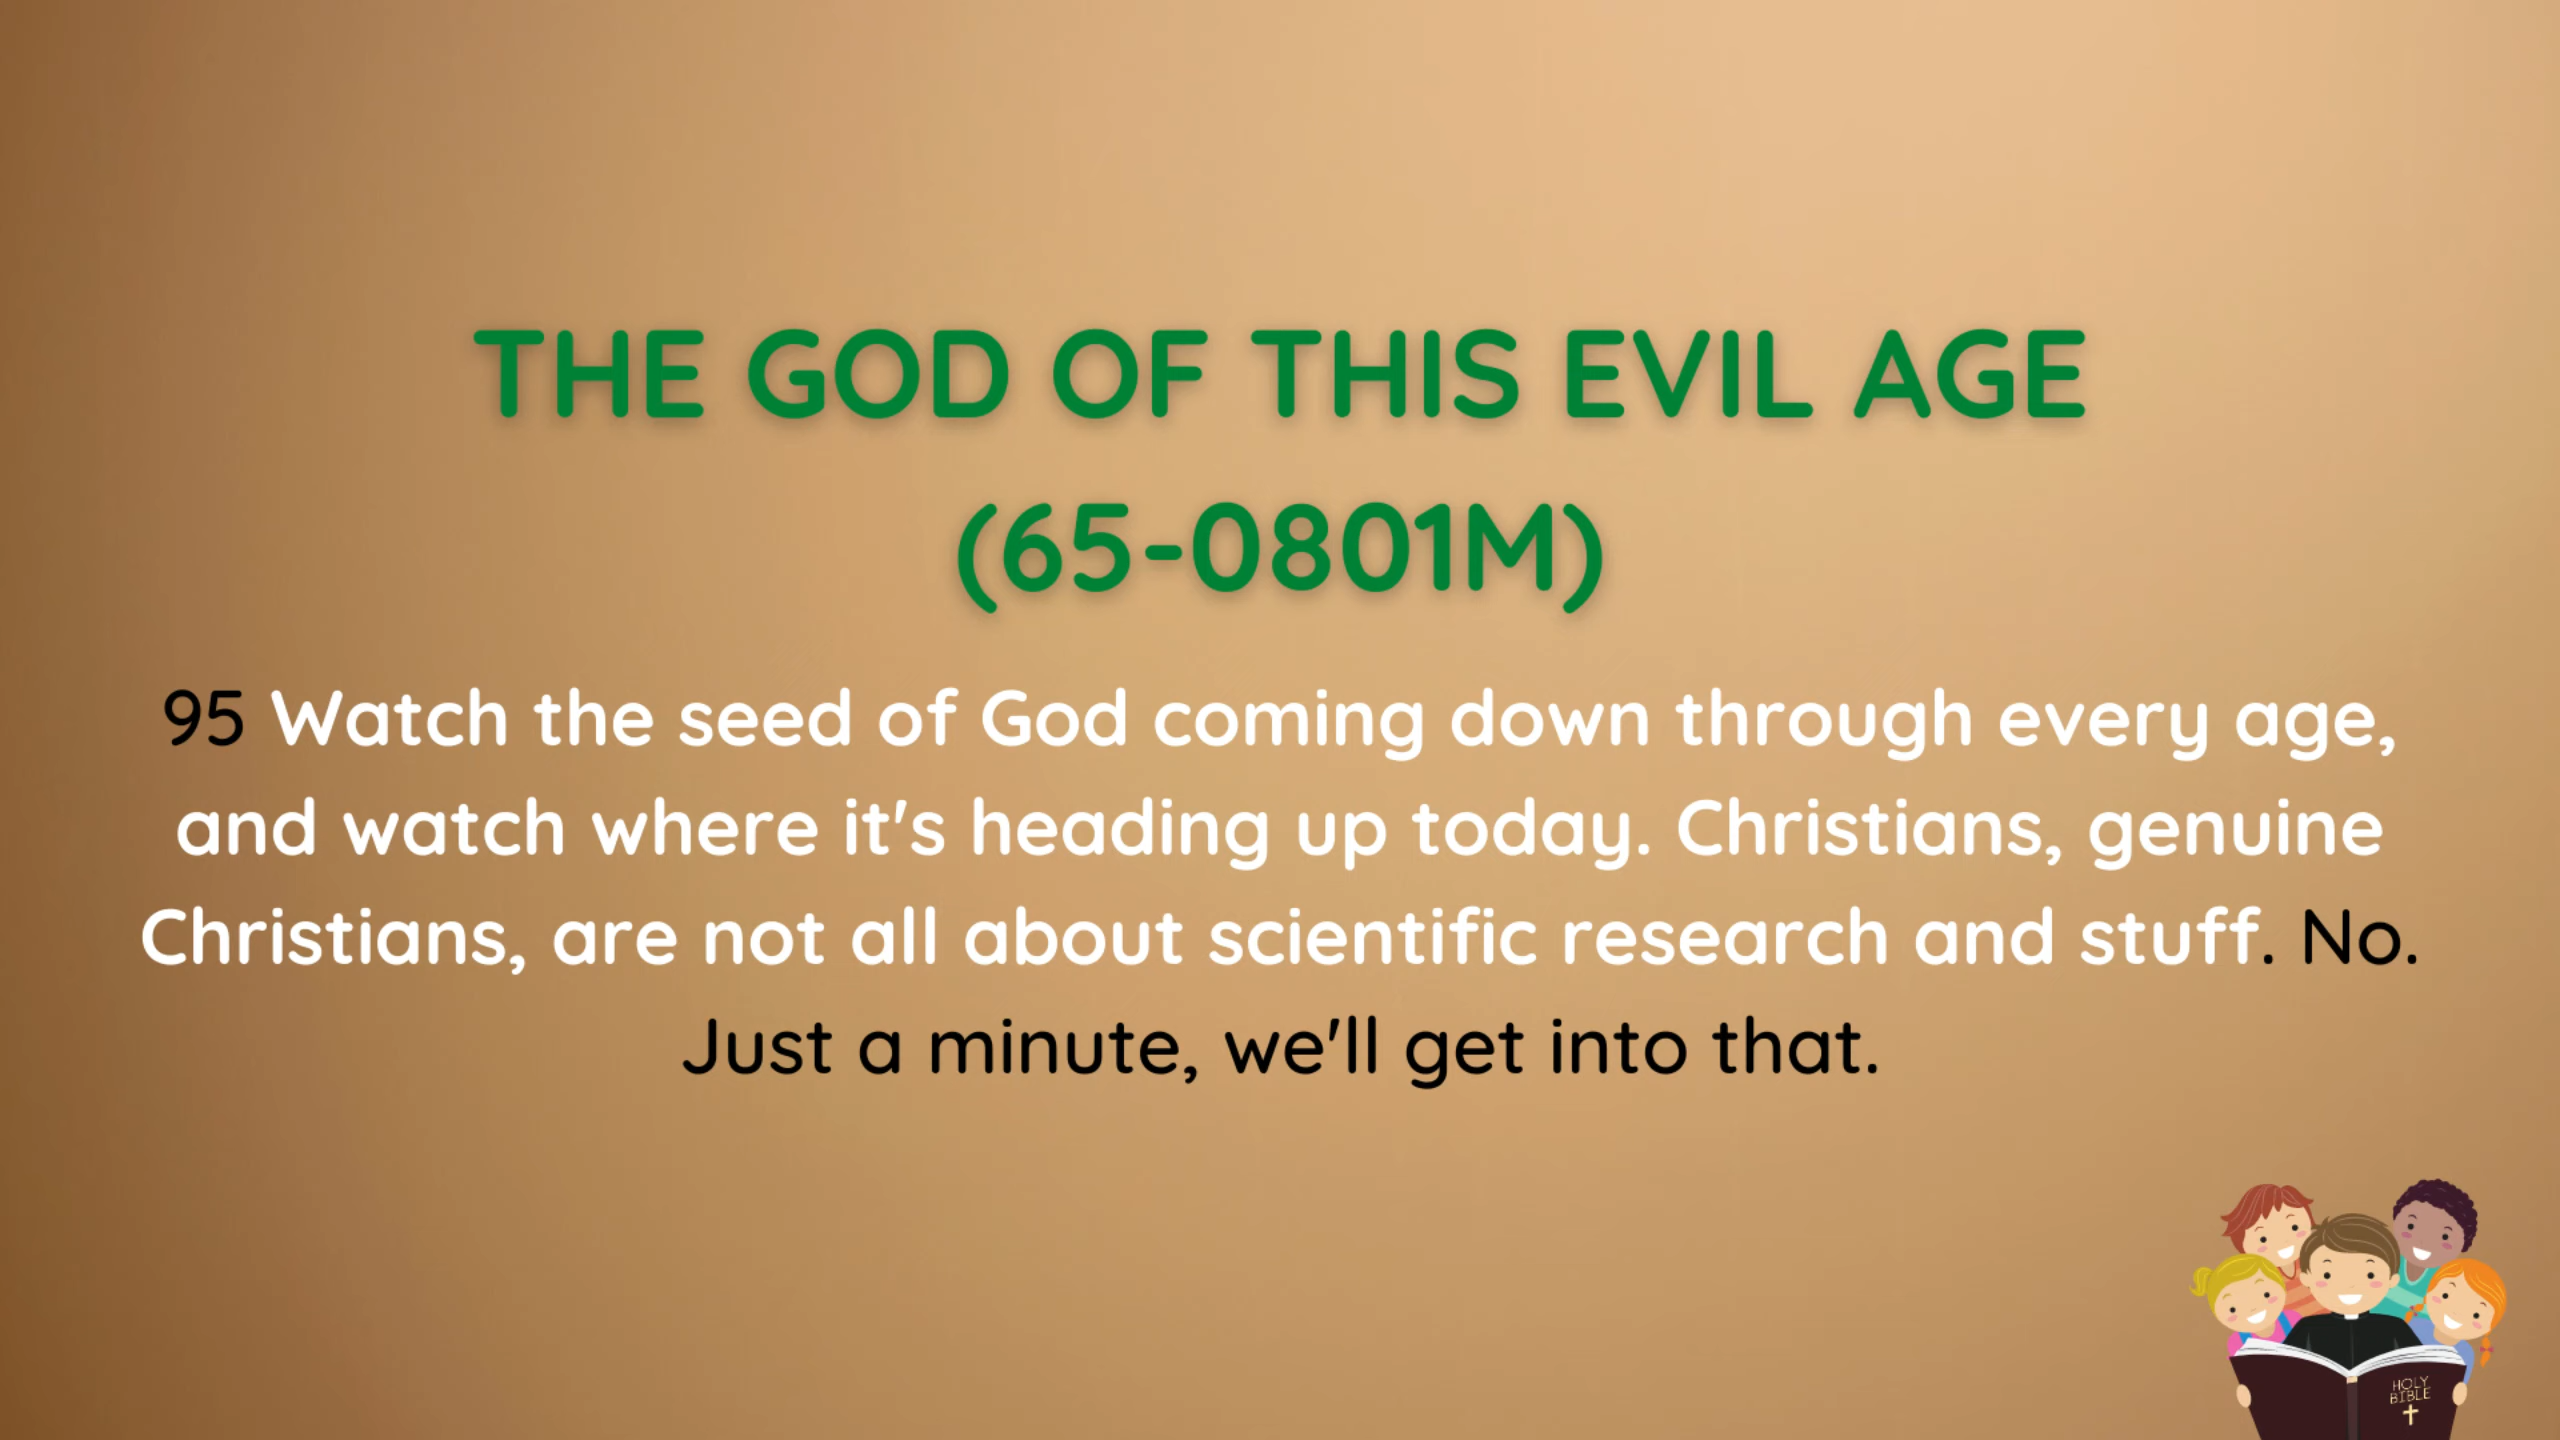 THE GOD OF THIS EVIL AGE
(65-0801M)
95 Watch the seed of God coming down through every age,
and watch where it's heading up today. Christians, genuine
Christians, are not all about scientific research and stuff. No.
Just a minute, we'll get into that.
HOLY
BIBLE